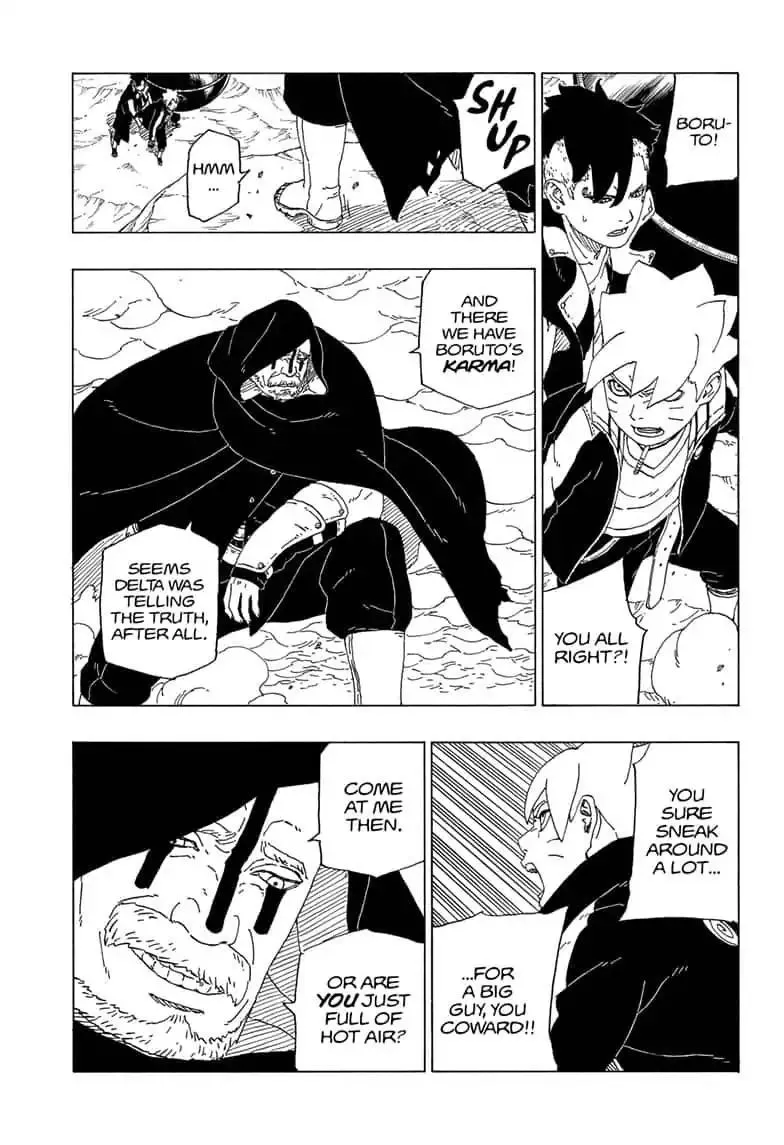 BORU-
TO!
YOU ALL
RIGHT?!
SHUP
HMM
...
AND
THERE
WE HAVE
BORUTO'S
KARMA!
SEEMS
DELTA WAS
TELLING
THE TRUTH,
AFTER ALL.
YOU
SURE
SNEAK
AROUND
A LOT...
...FOR
A BIG
GUY, YOU
COWARD!!
COME
AT ME
THEN.
OR ARE
YOU JUST
FULL OF
HOT AIR?